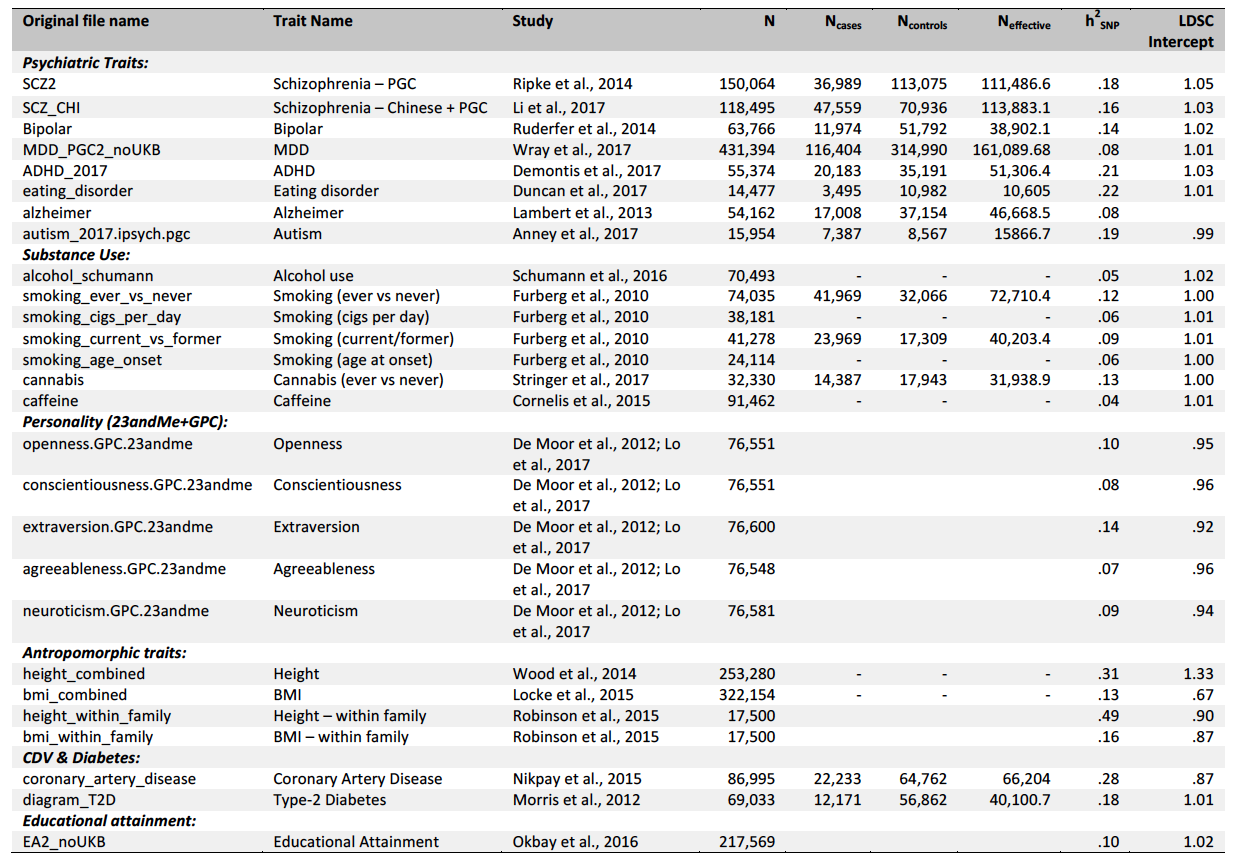 Original file name Trait Name Study N Ncases Ncontrols Neffective h2SNP LDSC
Intercept
Psychiatric Traits:
SCZ2 Schizophrenia – PGC Ripke et al., 2014 150,064 36,989 113,075 111,486.6 .18 1.05
SCZ_CHI Schizophrenia – Chinese + PGC Li et al., 2017 118,495 47,559 70,936 113,883.1 .16 1.03
Bipolar Bipolar Ruderfer et al., 2014 63,766 11,974 51,792 38,902.1 .14 1.02
MDD_PGC2_noUKB MDD Wray et al., 2017 431,394 116,404 314,990 161,089.68 .08 1.01
ADHD_2017 ADHD Demontis et al., 2017 55,374 20,183 35,191 51,306.4 .21 1.03
eating_disorder Eating disorder Duncan et al., 2017 14,477 3,495 10,982 10,605 .22 1.01
alzheimer Alzheimer Lambert et al., 2013 54,162 17,008 37,154 46,668.5 .08
autism_2017.ipsych.pgc Autism Anney et al., 2017 15,954 7,387 8,567 15866.7 .19 .99
Substance Use:
alcohol_schumann Alcohol use Schumann et al., 2016 70,493 - - - .05 1.02
smoking_ever_vs_never Smoking (ever vs never) Furberg et al., 2010 74,035 41,969 32,066 72,710.4 .12 1.00
smoking_cigs_per_day Smoking (cigs per day) Furberg et al., 2010 38,181 - - - .06 1.01
smoking_current_vs_former Smoking (current/former) Furberg et al., 2010 41,278 23,969 17,309 40,203.4 .09 1.01
smoking_age_onset Smoking (age at onset) Furberg et al., 2010 24,114 - - - .06 1.00
cannabis Cannabis (ever vs never) Stringer et al., 2017 32,330 14,387 17,943 31,938.9 .13 1.00
caffeine Caffeine Cornelis et al., 2015 91,462 - - - .04 1.01
Personality (23andMe+GPC):
openness.GPC.23andme Openness De Moor et al., 2012; Lo 76,551 .10 .95
et al., 2017
conscientiousness.GPC.23andme Conscientiousness De Moor et al., 2012; Lo 76,551 .08 .96
et al., 2017
extraversion.GPC.23andme Extraversion De Moor et al., 2012; Lo 76,600 .14 .92
et al., 2017
agreeableness.GPC.23andme Agreeableness De Moor et al., 2012; Lo 76,548 .07 .96
et al., 2017
neuroticism.GPC.23andme Neuroticism De Moor et al., 2012; Lo 76,581 .09 .94
et al., 2017
Antropomorphic traits:
height_combined Height Wood et al., 2014 253,280 - - - .31 1.33
bmi_combined BMI Locke et al., 2015 322,154 - - - .13 .67
height_within_family Height – within family Robinson et al., 2015 17,500 .49 .90
bmi_within_family BMI – within family Robinson et al., 2015 17,500 .16 .87
CDV & Diabetes:
coronary_artery_disease Coronary Artery Disease Nikpay et al., 2015 86,995 22,233 64,762 66,204 .28 .87
diagram_T2D Type-2 Diabetes Morris et al., 2012 69,033 12,171 56,862 40,100.7 .18 1.01
Educational attainment:
EA2_noUKB Educational Attainment Okbay et al., 2016 217,569 .10 1.02